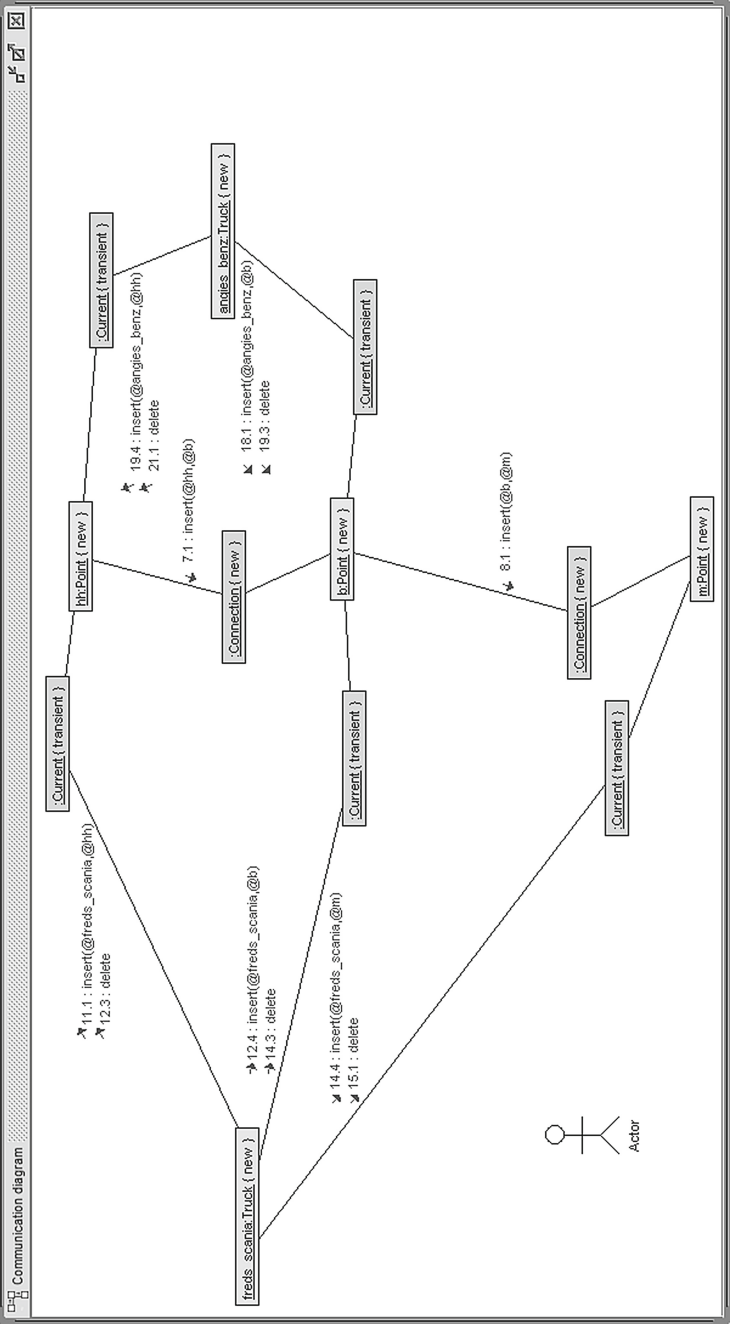 Communication diagram
:Current{ transient }
hh:Point{ new }
:Current{ transient }
11.1 : insert(@freds_scania,@hh)
12.3 : delete
19.4 : insert(@angies_benz,@hh)
21.1 : delete
7.1 : insert(@hh,@b)
freds_scania:Truck{ new }
:Connection{ new }
angies_benz:Truck{ new }
12.4 : insert(@freds_scania,@b)
14.3 : delete
18.1 : insert(@angies_benz,@b)
19.3 : delete
:Current{ transient }
b:Point{ new }
:Current{ transient }
14.4 : insert(@freds_scania,@m)
15.1 : delete
8.1 : insert(@b,@m)
:Connection{ new }
:Current{ transient }
Actor
m:Point{ new }